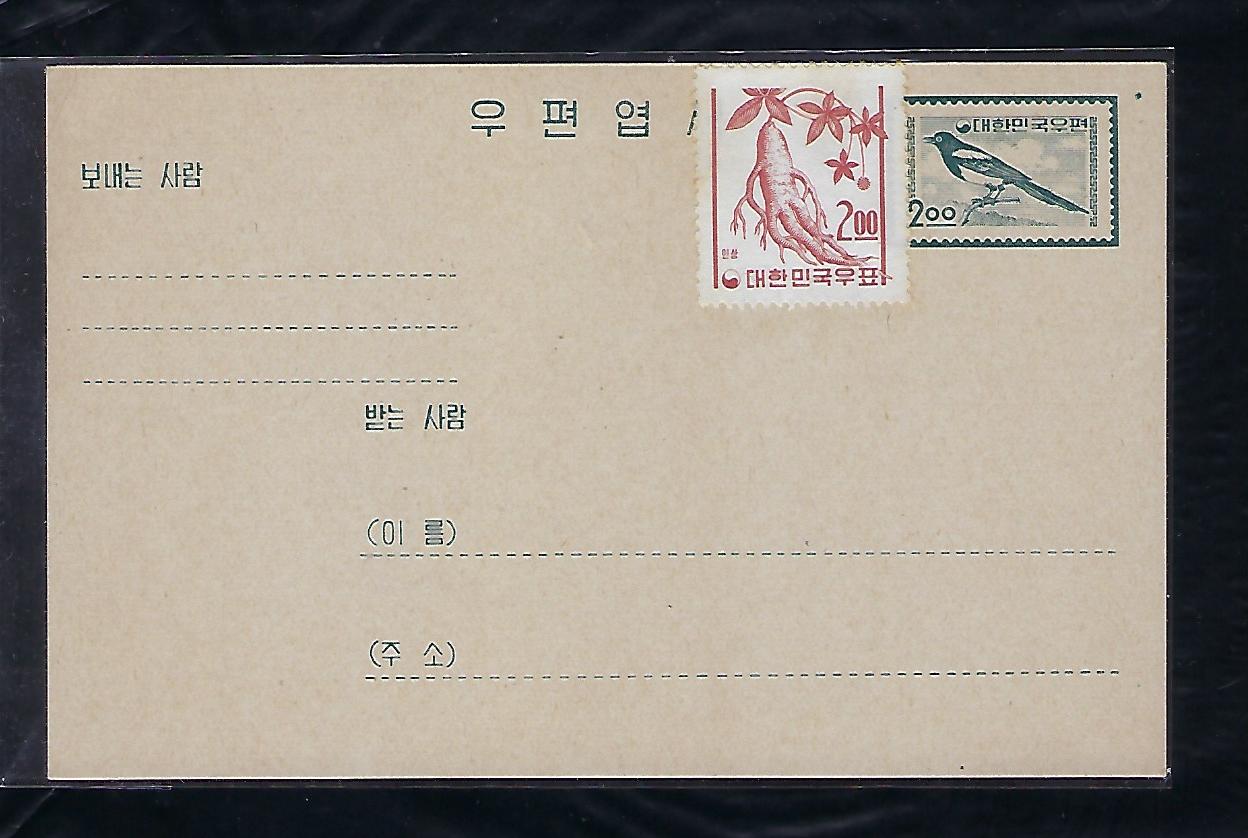 우 편 엽
대한민국우편
2.00
2.00
인삼
대한민국우표
보내는 사람
받는 사람
(이 름)
(주 소)